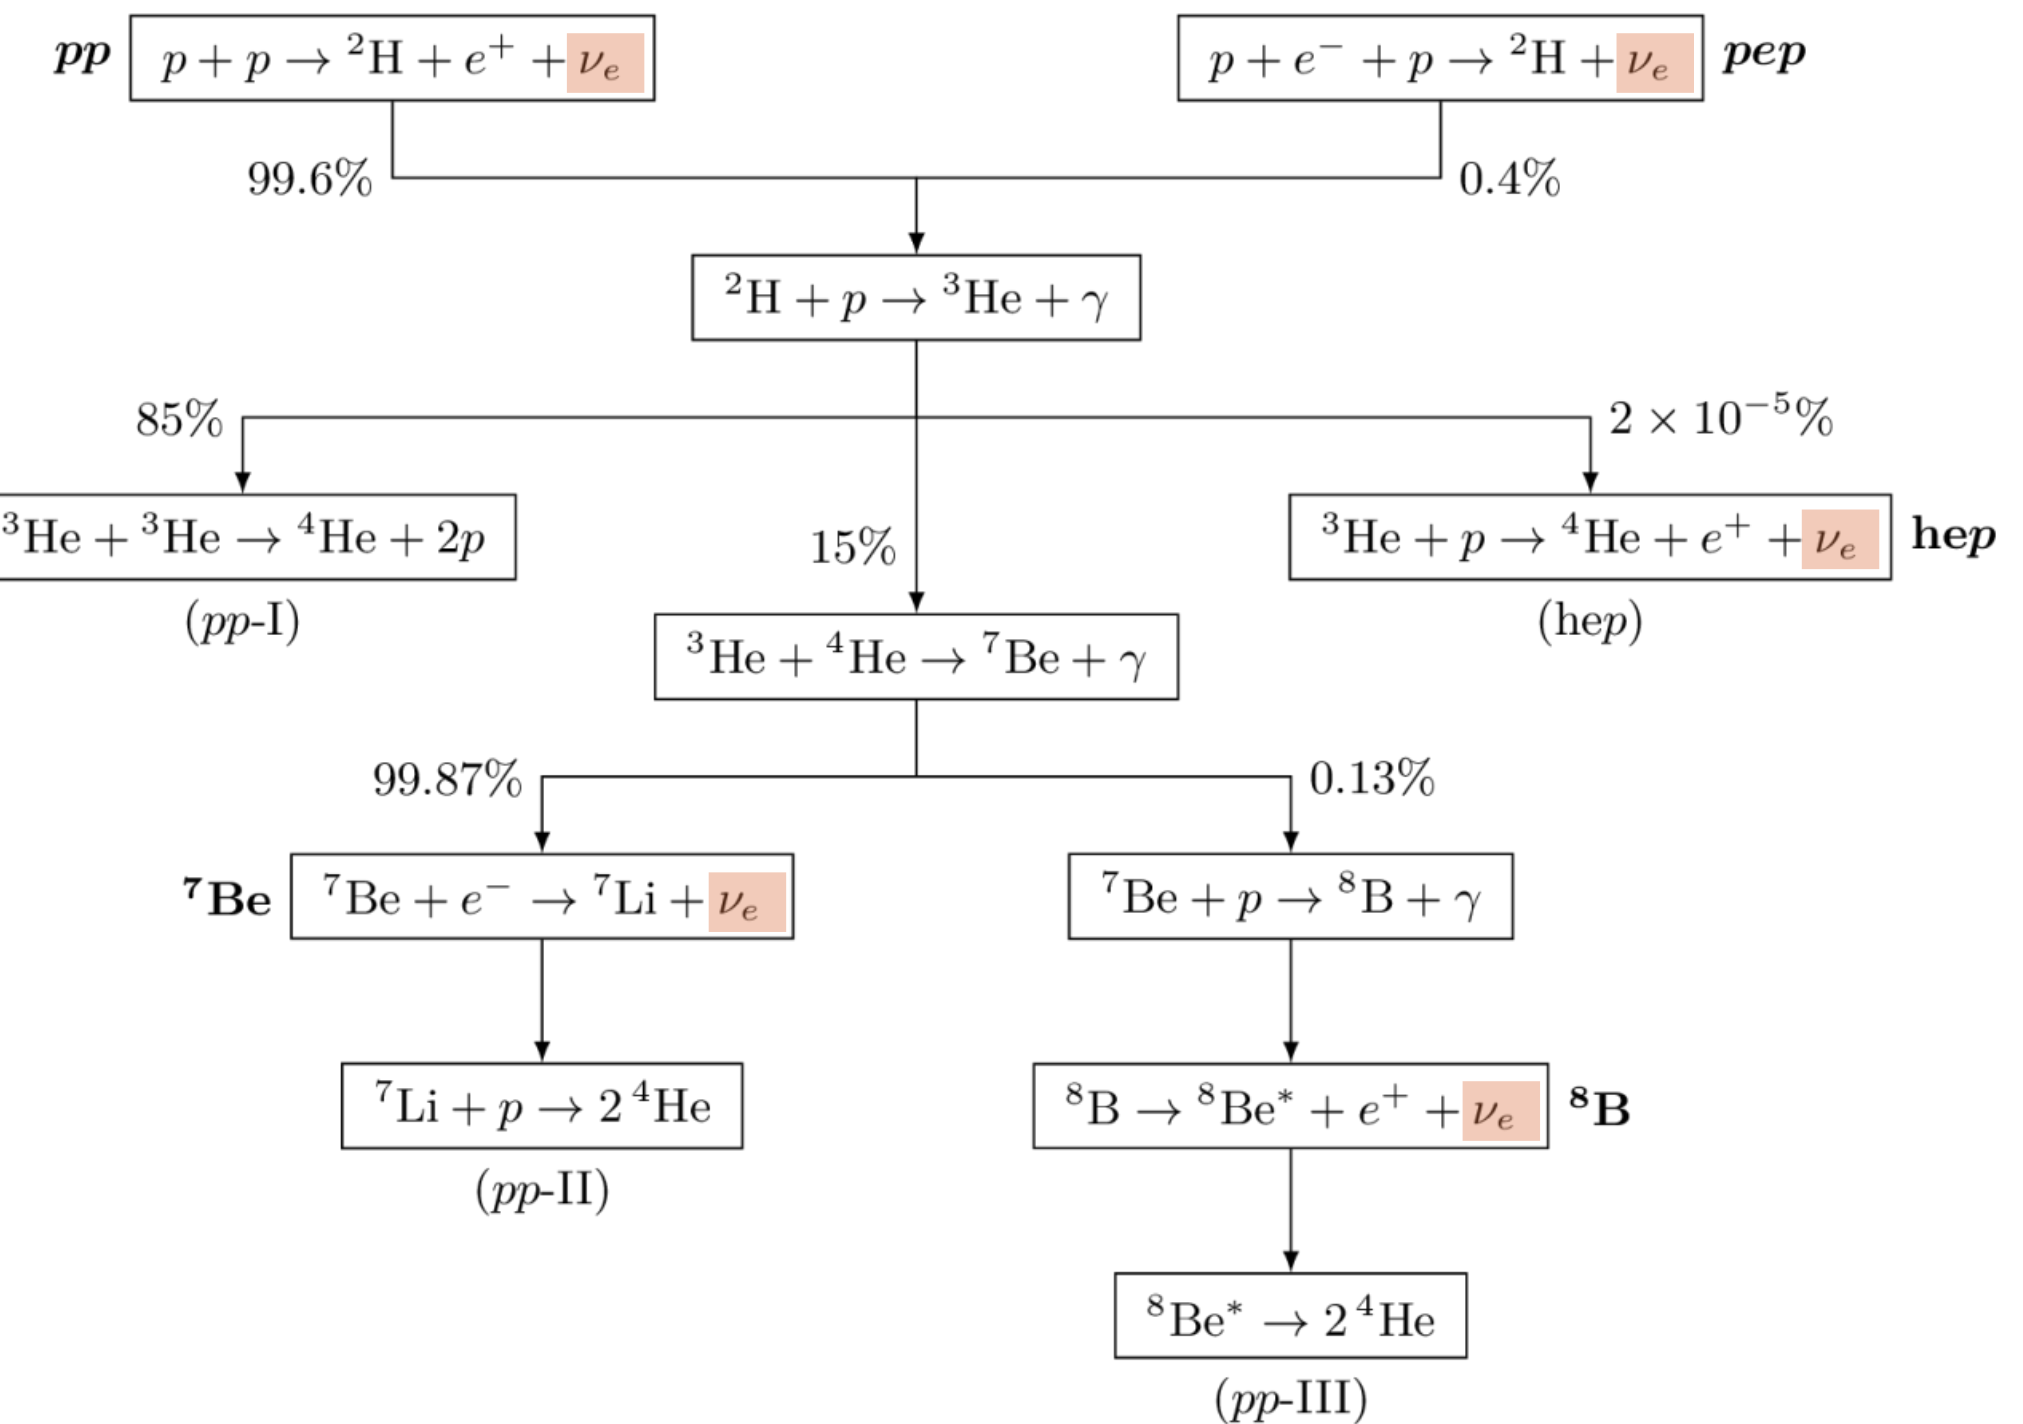 pp p + p → ²H + e⁺ + νₑ
p + e⁻ + p → ²H + νₑ pep
99.6%
0.4%
²H + p → ³He + γ
85%
2 × 10⁻⁵%
³He + ³He → ⁴He + 2p
15%
³He + p → ⁴He + e⁺ + νₑ hep
(pp-I)
(hep)
³He + ⁴He → ⁷Be + γ
99.87%
0.13%
⁷Be ⁷Be + e⁻ → ⁷Li + νₑ
⁷Be + p → ⁸B + γ
⁷Li + p → 2 ⁴He
⁸B → ⁸Be* + e⁺ + νₑ ⁸B
(pp-II)
⁸Be* → 2 ⁴He
(pp-III)